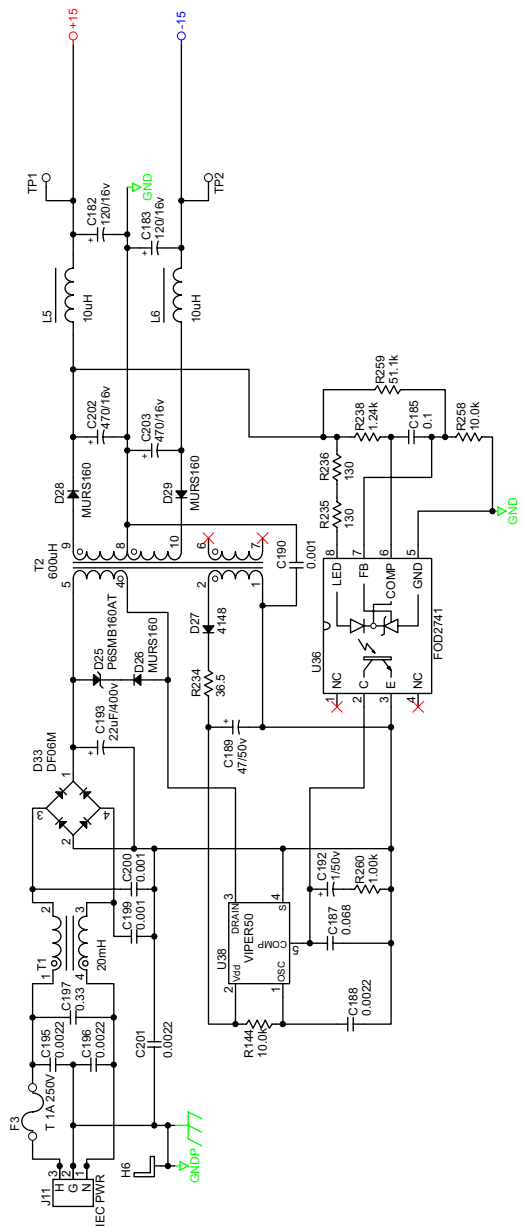 +15
-15
TP1
TP2
C182
120/16v
+
C183
120/16v
+
GND
L5
10uH
L6
10uH
C202
470/16v
+
C203
470/16v
+
D28
MURS160
D29
MURS160
R259
51.1k
R238
1.24k
C185
0.1
R258
10.0k
R236
130
R235
130
GND
T2
600uH
5
4
9
8
10
6
7
2
1
C190
0.001
D25
P6SMB160AT
D26
MURS160
C193
22uF/400v
+
D27
4148
R234
36.5
C189
47/50v
+
U36
FOD2741
8
7
6
5
LED
FB
COMP
GND
1
2
3
4
NC
C
E
NC
D33
DF06M
1
2
3
4
C200
0.001
C199
0.001
T1
20mH
1
2
3
4
C197
0.33
C195
0.0022
C196
0.0022
C201
0.0022
F3
T 1A 250V
J11
IEC PWR
3
2
1
H
G
N
H6
GNDP
U38
VIPER50
DRAIN
3
Vdd
2
OSC
1
COMP
5
S
4
R144
10.0k
C188
0.0022
C187
0.068
C192
1/50v
+
R260
1.00k